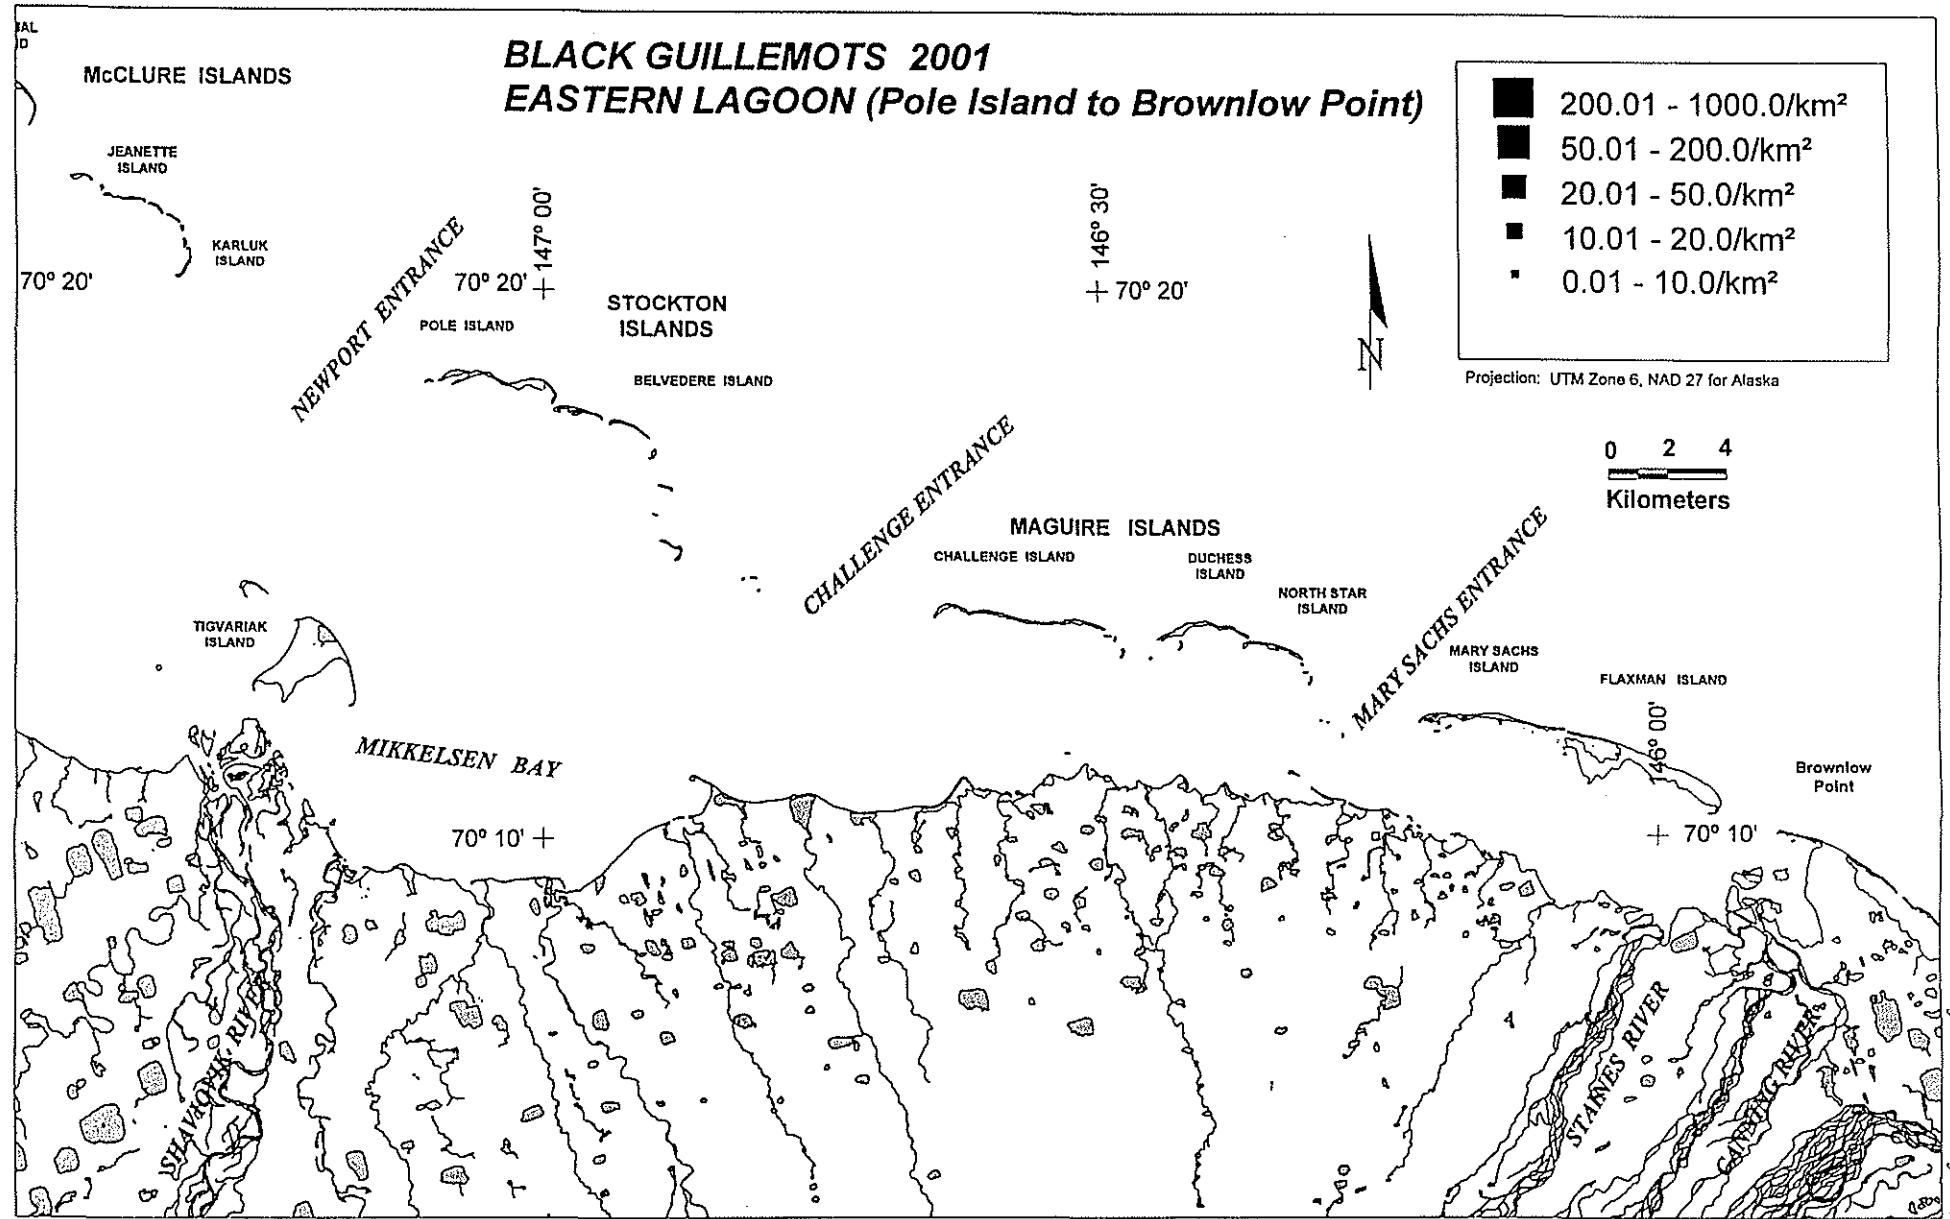 IAL
D
McCLURE ISLANDS
BLACK GUILLEMOTS 2001
EASTERN LAGOON (Pole Island to Brownlow Point)
200.01 - 1000.0/km²
50.01 - 200.0/km²
20.01 - 50.0/km²
10.01 - 20.0/km²
0.01 - 10.0/km²
Projection: UTM Zone 6, NAD 27 for Alaska
JEANETTE
ISLAND
KARLUK
ISLAND
70° 20'
NEWPORT ENTRANCE
70° 20'
147° 00'
146° 30'
70° 20'
N
POLE ISLAND
STOCKTON
ISLANDS
BELVEDERE ISLAND
0 2 4
Kilometers
CHALLENGE ENTRANCE
MAGUIRE ISLANDS
CHALLENGE ISLAND
DUCHESS
ISLAND
NORTH STAR
ISLAND
MARY SACHS ENTRANCE
MARY SACHS
ISLAND
FLAXMAN ISLAND
146° 00'
TIGVARIAK
ISLAND
MIKKELSEN BAY
Brownlow
Point
70° 10'
70° 10'
SHAVAOVIK RIVER
STAINES RIVER
CANNING RIVER